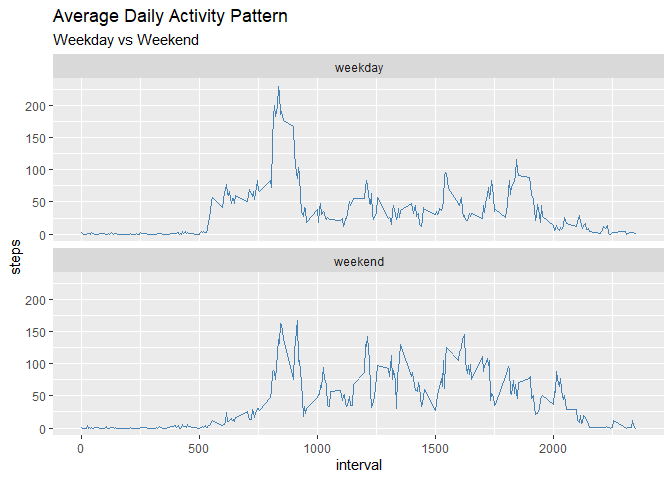 Average Daily Activity Pattern
Weekday vs Weekend
weekday
200
150
100
50
0
steps
weekend
200
150
100
50
0
0 500 1000 1500 2000
interval